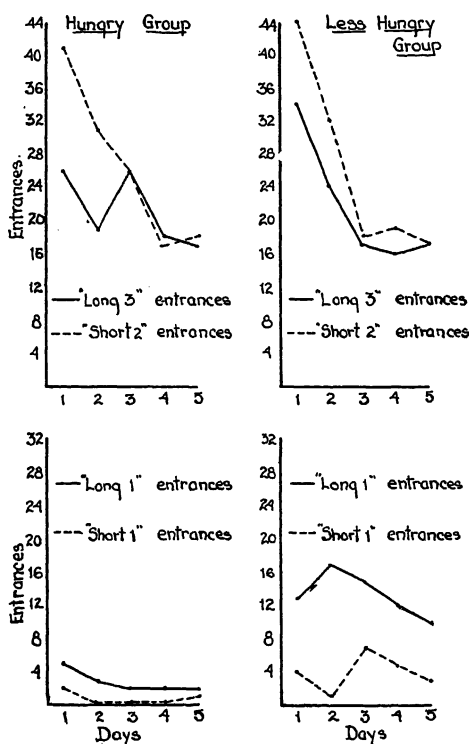 Hungry Group
44
40
36
32
28
24
20
16
12
8
4
Entrances.
"Long 3" entrances
"Short 2" entrances
1 2 3 4 5
Less Hungry
Group
44
40
36
32
28
24
20
16
12
8
4
"Long 3" entrances
"Short 2" entrances
1 2 3 4 5
32
28
24
20
16
12
8
4
Entrances
"Long 1" entrances
"Short 1" entrances
1 2 3 4 5
Days
32
28
24
20
16
12
8
4
"Long 1" entrances
"Short 1" entrances
1 2 3 4 5
Days